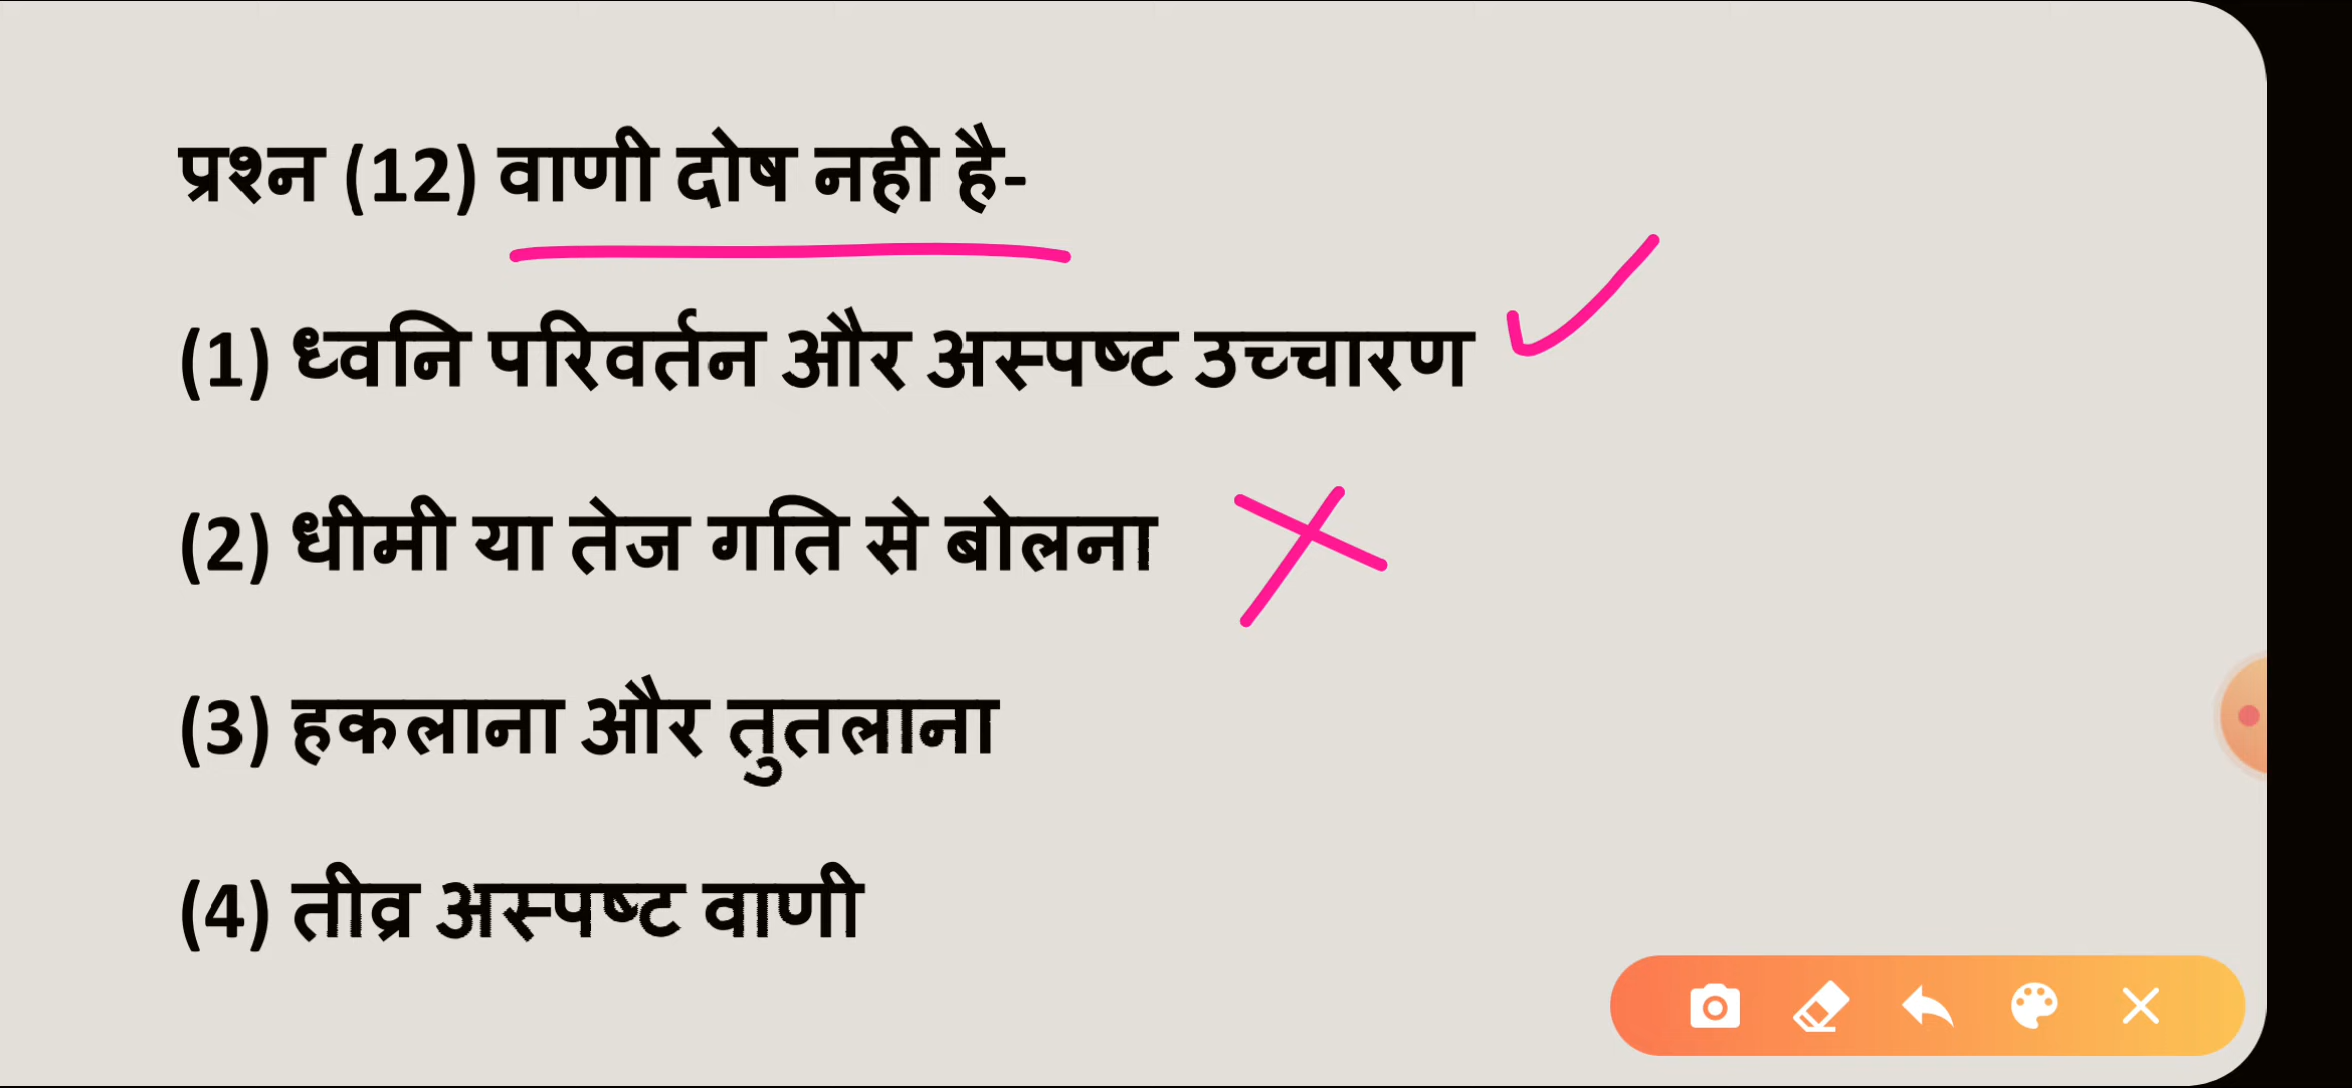 प्रश्न (12) वाणी दोष नही है-
(1) ध्वनि परिवर्तन और अस्पष्ट उच्चारण
(2) धीमी या तेज गति से बोलना
(3) हकलाना और तुतलाना
(4) तीव्र अस्पष्ट वाणी